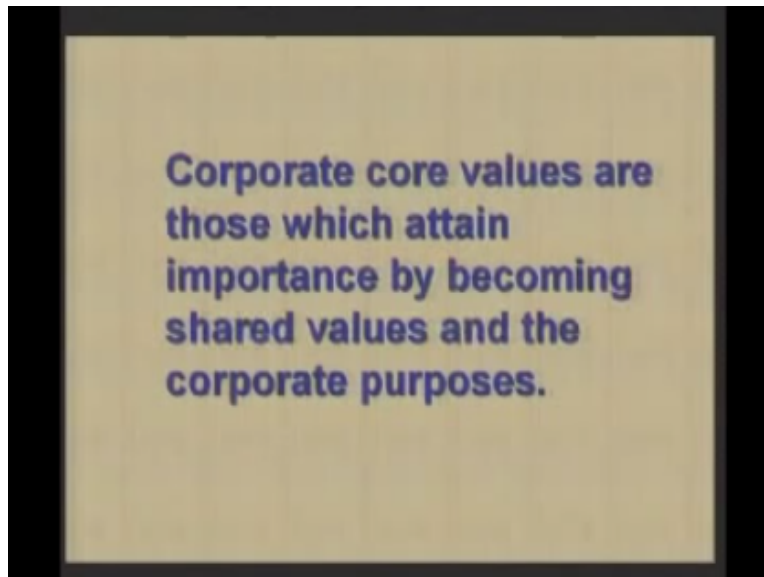 Corporate core values are
those which attain
importance by becoming
shared values and the
corporate purposes.